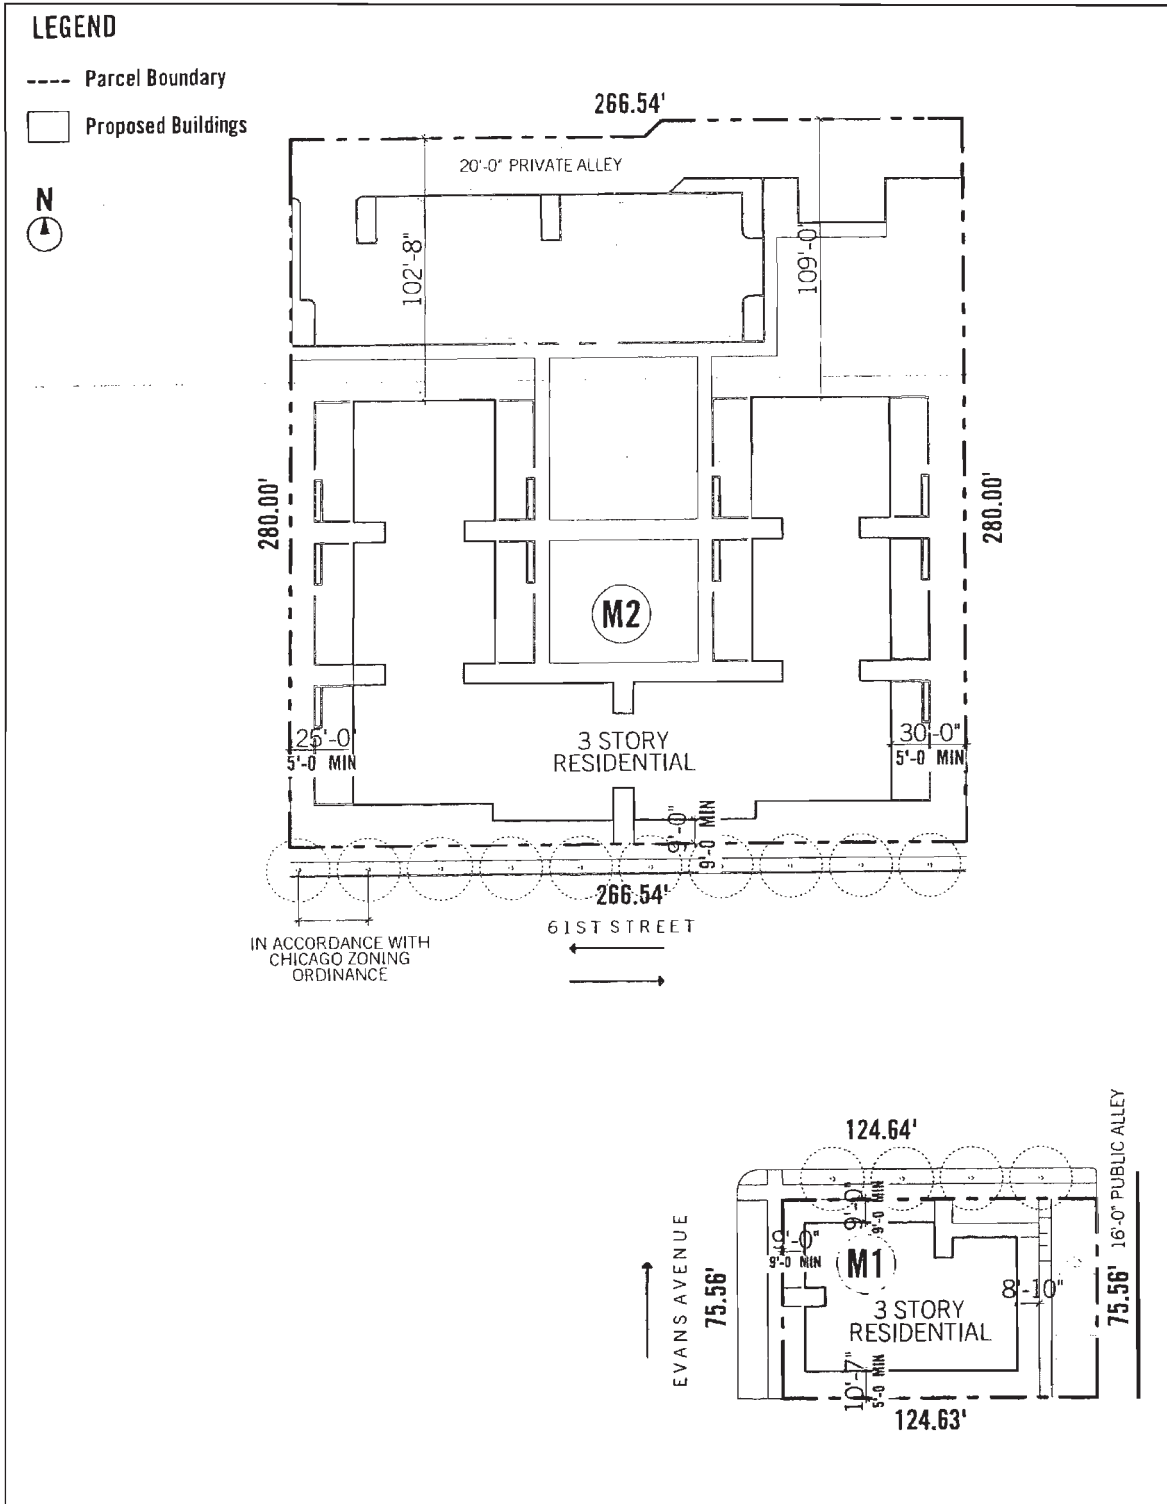 LEGEND
Parcel Boundary
Proposed Buildings
N
266.54'
20'-0" PRIVATE ALLEY
102'-8"
109'-0"
280.00'
280.00'
M2
3 STORY
RESIDENTIAL
25'-0
5'-0 MIN
30'-0"
5'-0 MIN
9'-0"
9'-0 MIN
266.54'
61ST STREET
IN ACCORDANCE WITH
CHICAGO ZONING
ORDINANCE
124.64'
16'-0" PUBLIC ALLEY
EVANS AVENUE
75.56'
9'-0"
9'-0 MIN
9'-0"
9'-0 MIN
M1
8'-10"
75.56'
3 STORY
RESIDENTIAL
10'-7"
5'-0 MIN
124.63'